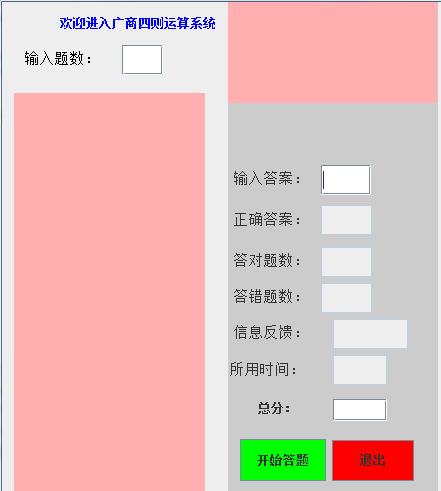 欢迎进入广商四则运算系统
输入题数：
输入答案：
正确答案：
答对题数：
答错题数：
信息反馈：
所用时间：
总分：
开始答题
退出